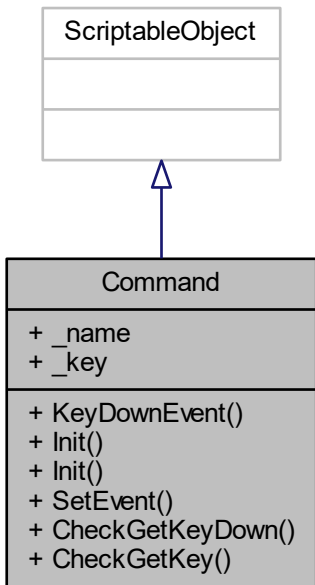 ScriptableObject
Command
+ _name
+ _key
+ KeyDownEvent()
+ Init()
+ Init()
+ SetEvent()
+ CheckGetKeyDown()
+ CheckGetKey()